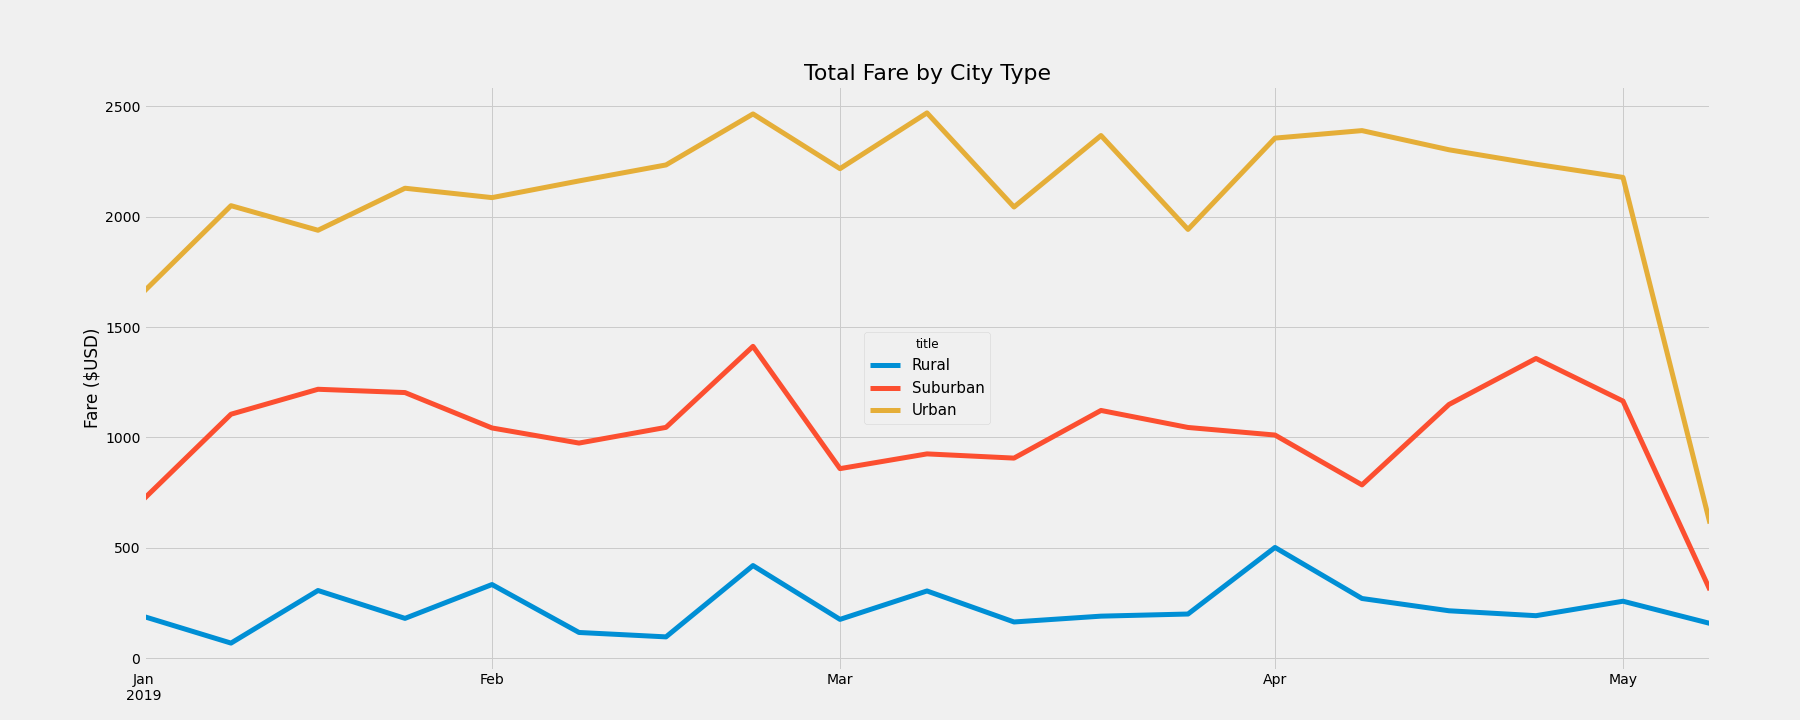 Total Fare by City Type
Fare ($USD)
2500
2000
1500
1000
500
0
title
Rural
Suburban
Urban
Jan
2019
Feb
Mar
Apr
May